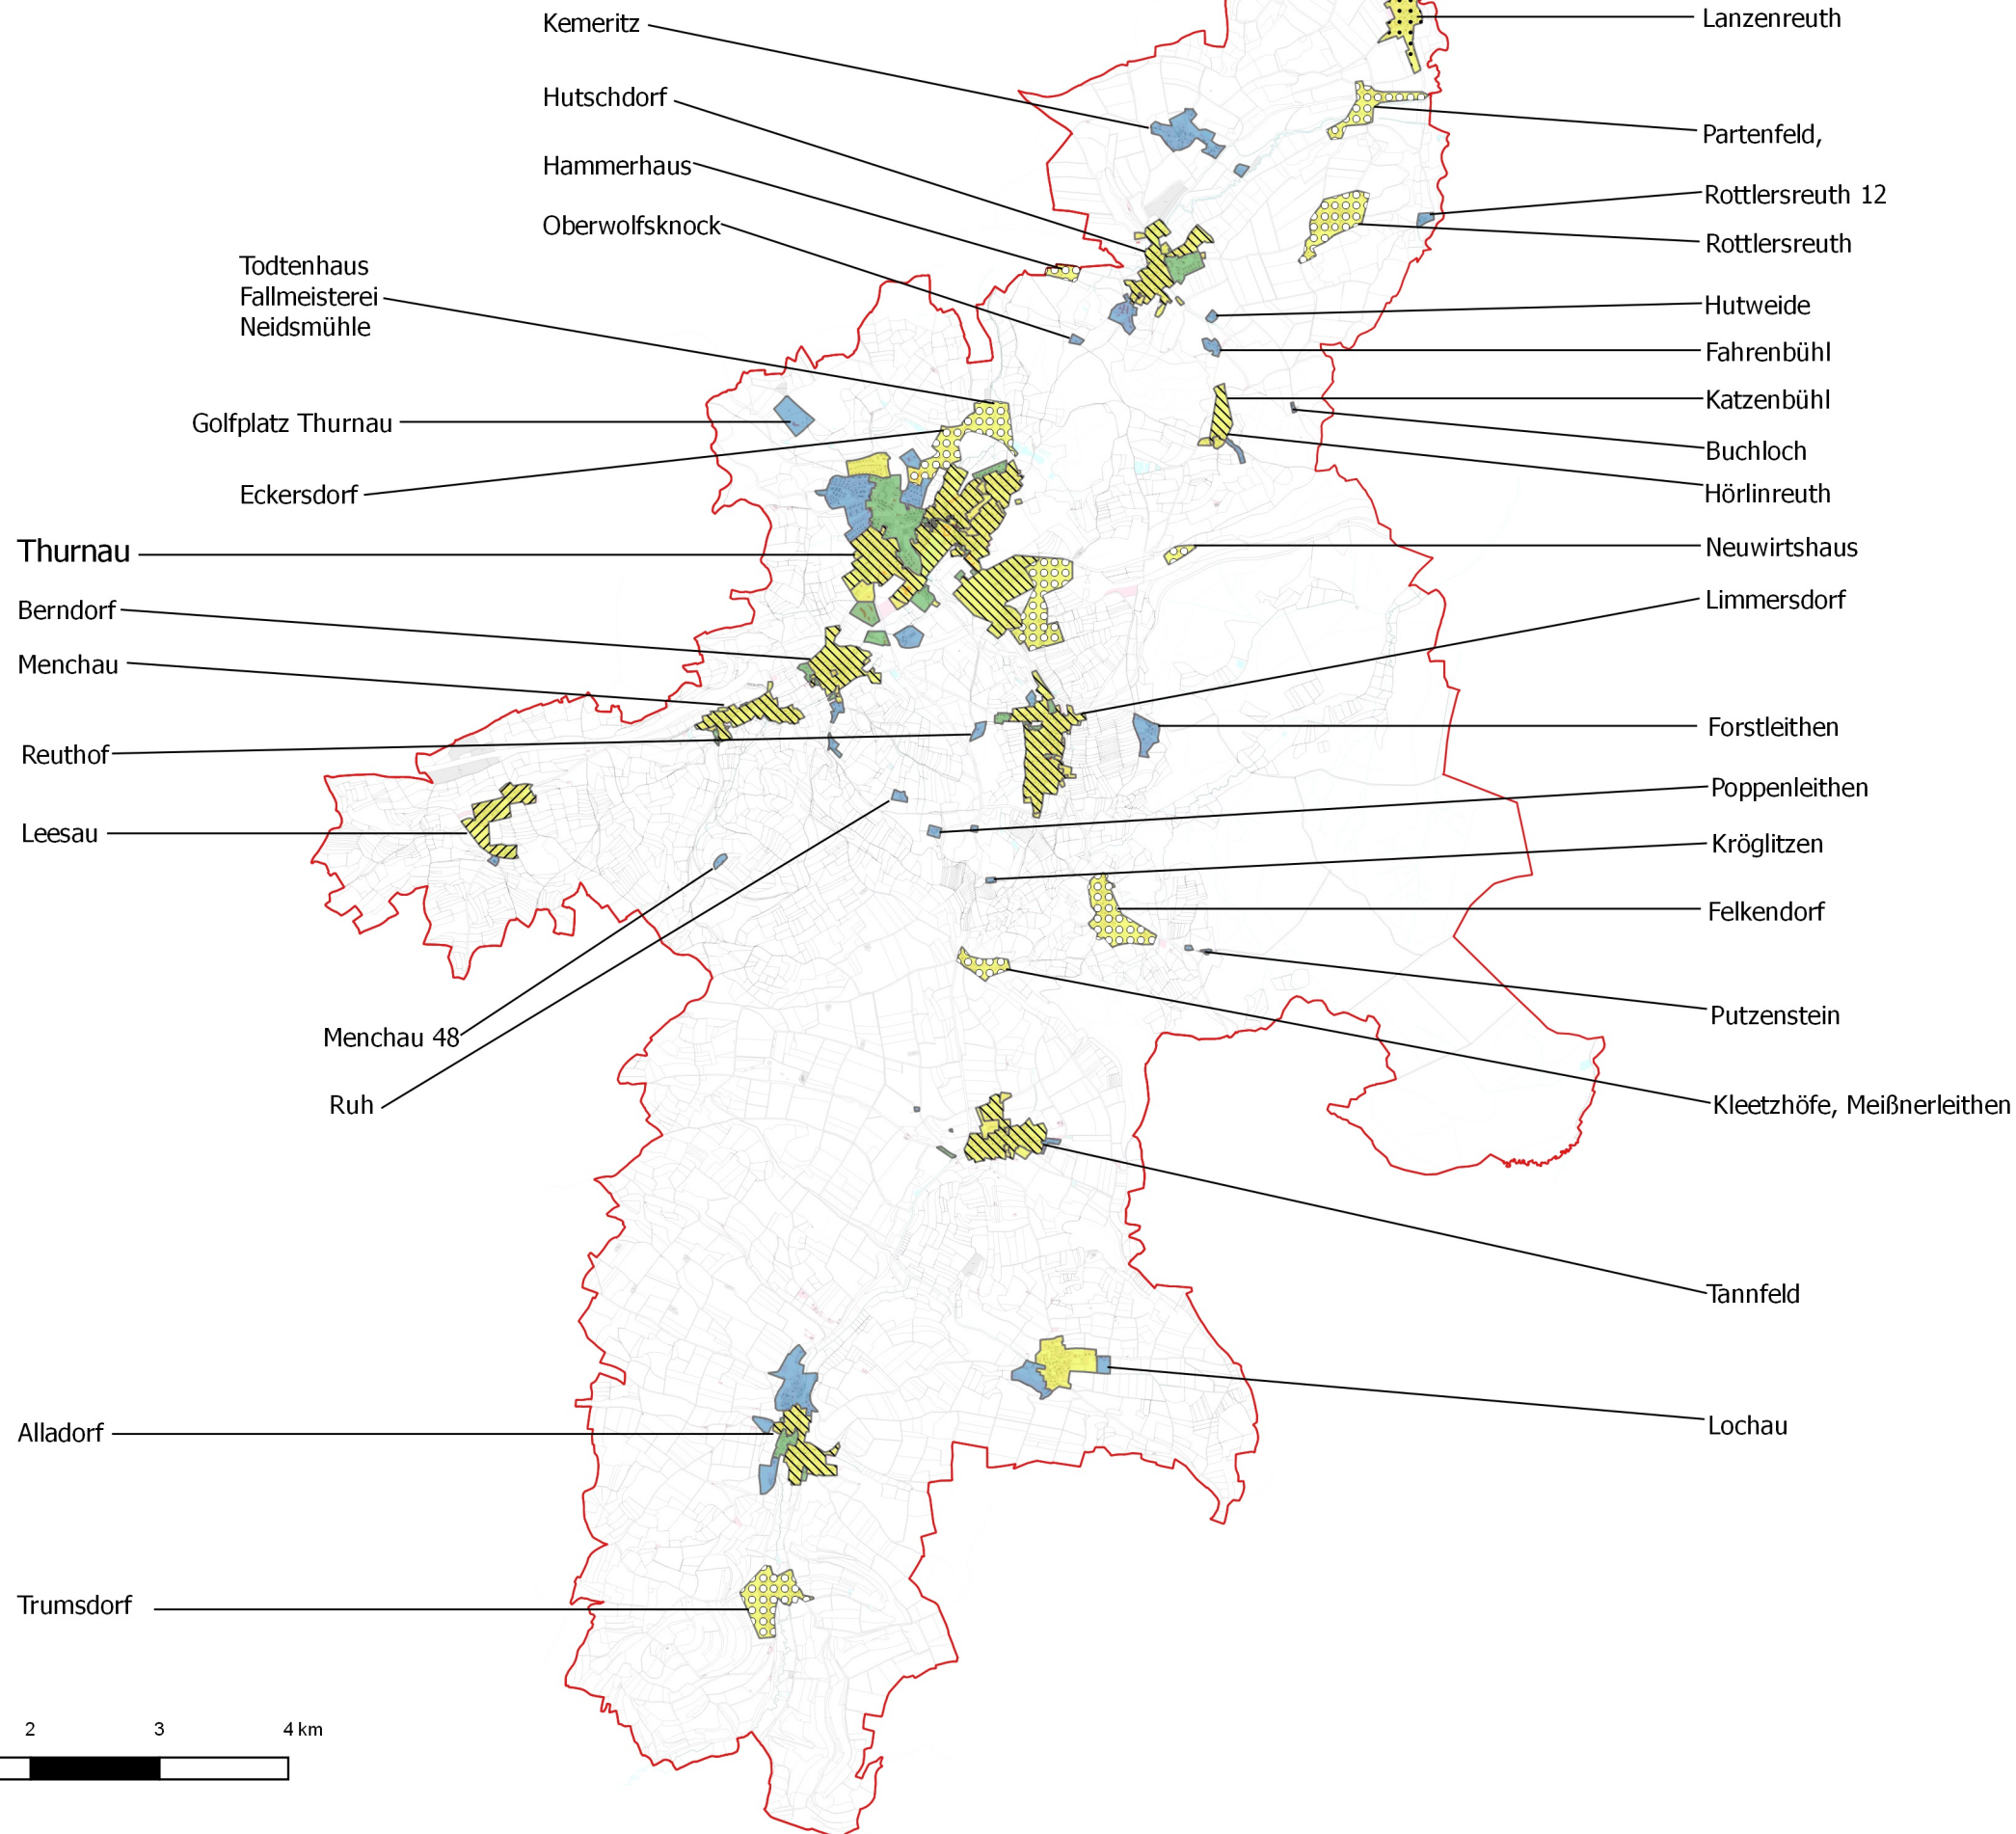 Kemeritz
Hutschdorf
Hammerhaus
Oberwolfsknock
Todtenhaus
Fallmeisterei
Neidsmühle
Golfplatz Thurnau
Eckersdorf
Thurnau
Berndorf
Menchau
Reuthof
Leesau
Menchau 48
Ruh
Alladorf
Trumsdorf
Lanzenreuth
Partenfeld,
Rottlersreuth 12
Rottlersreuth
Hutweide
Fahrenbühl
Katzenbühl
Buchloch
Hörlinreuth
Neuwirtshaus
Limmersdorf
Forstleithen
Poppenleithen
Kröglitzen
Felkendorf
Putzenstein
Kleetzhöfe, Meißnerleithen
Tannfeld
Lochau
2 3 4 km